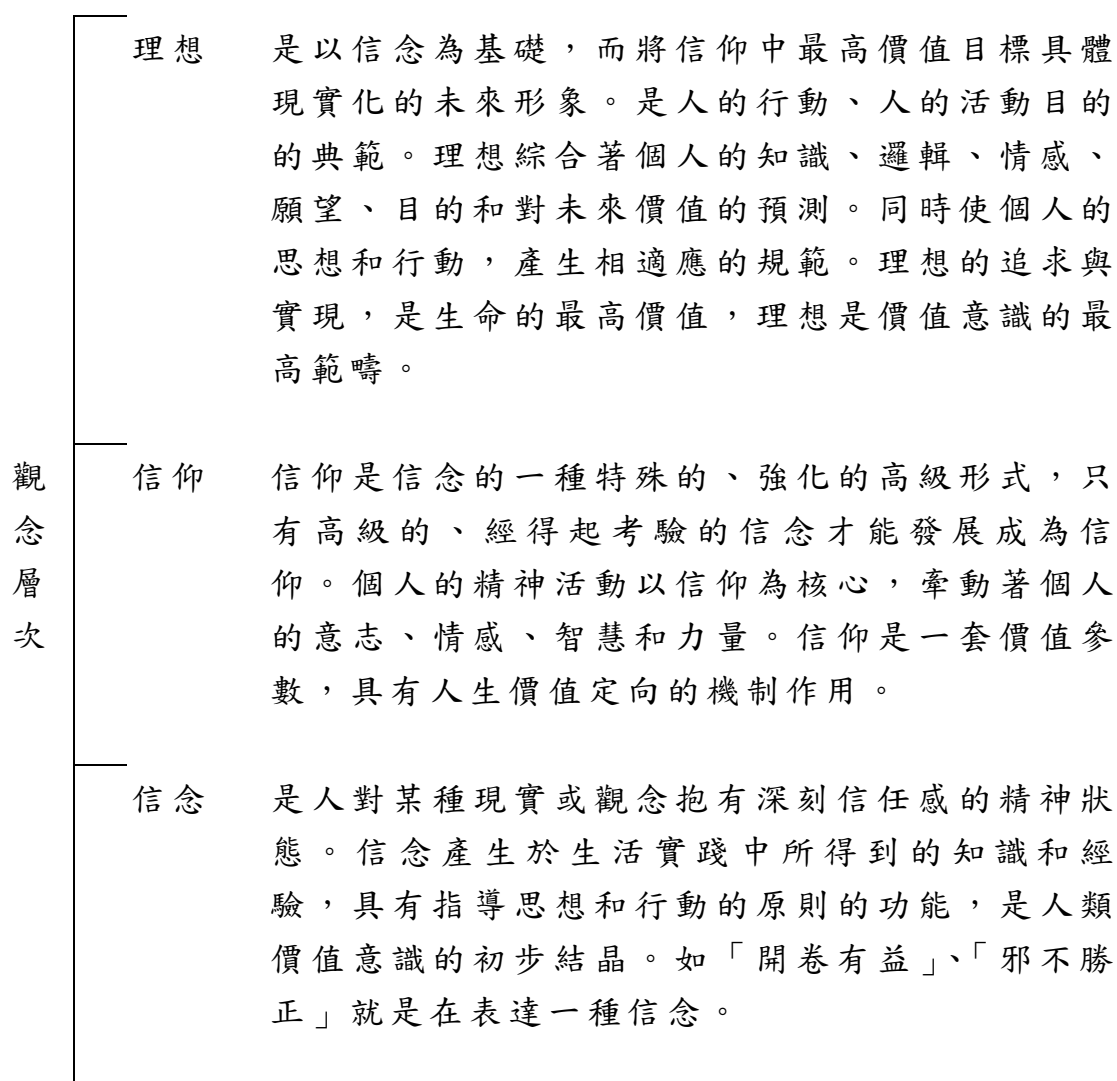 理想 是以信念為基礎，而將信仰中最高價值目標具體
現實化的未來形象。是人的行動、人的活動目的
的典範。理想綜合著個人的知識、邏輯、情感、
願望、目的和對未來價值的預測。同時使個人的
思想和行動，產生相適應的規範。理想的追求與
實現，是生命的最高價值，理想是價值意識的最
高範疇。
觀念層次
信仰 信仰是信念的一種特殊的、強化的高級形式，只
有高級的、經得起考驗的信念才能發展成為信
仰。個人的精神活動以信仰為核心，牽動著個人
的意志、情感、智慧和力量。信仰是一套價值參
數，具有人生價值定向的機制作用。
信念 是人對某種現實或觀念抱有深刻信任感的精神狀
態。信念產生於生活實踐中所得到的知識和經
驗，具有指導思想和行動的原則的功能，是人類
價值意識的初步結晶。如「開卷有益」、「邪不勝
正」就是在表達一種信念。